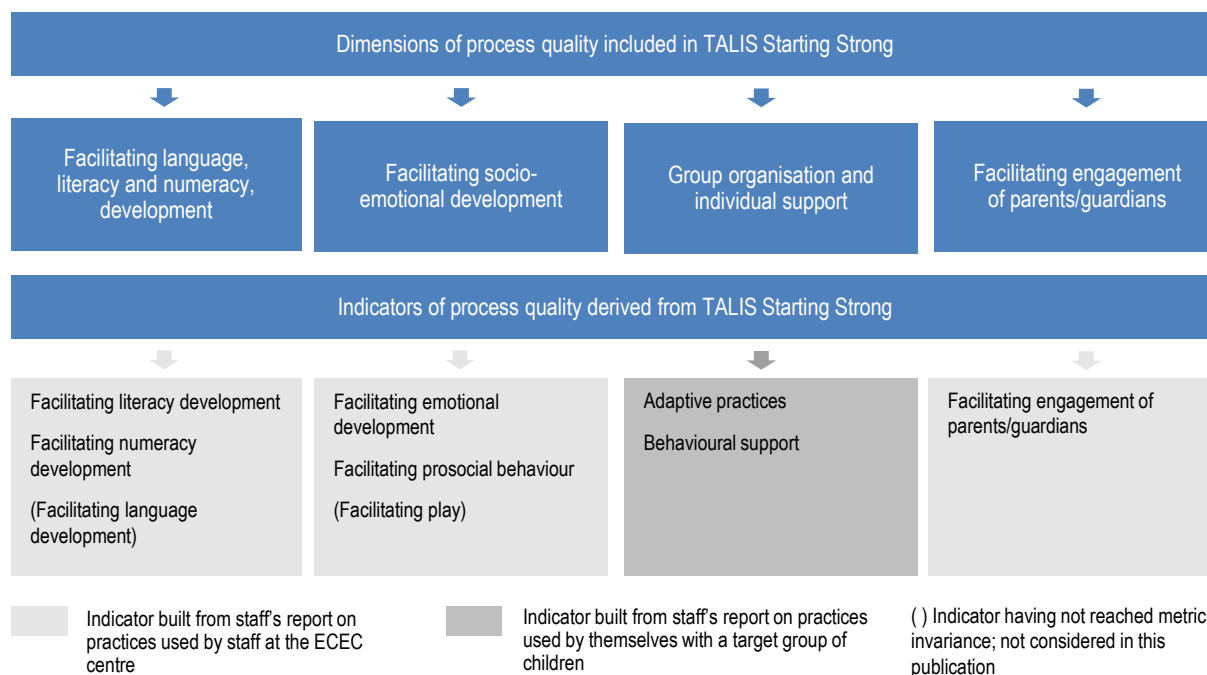 Dimensions of process quality included in TALIS Starting Strong
Facilitating language,
literacy and numeracy,
development
Facilitating socio-
emotional development
Group organisation and
individual support
Facilitating engagement
of parents/guardians
Indicators of process quality derived from TALIS Starting Strong
Facilitating literacy development
Facilitating numeracy
development
(Facilitating language
development)
Facilitating emotional
development
Facilitating prosocial behaviour
(Facilitating play)
Adaptive practices
Behavioural support
Facilitating engagement of
parents/guardians
Indicator built from staff's report on
practices used by staff at the ECEC
centre
Indicator built from staff's report on practices
used by themselves with a target group of
children
( ) Indicator having not reached metric
invariance; not considered in this
publication